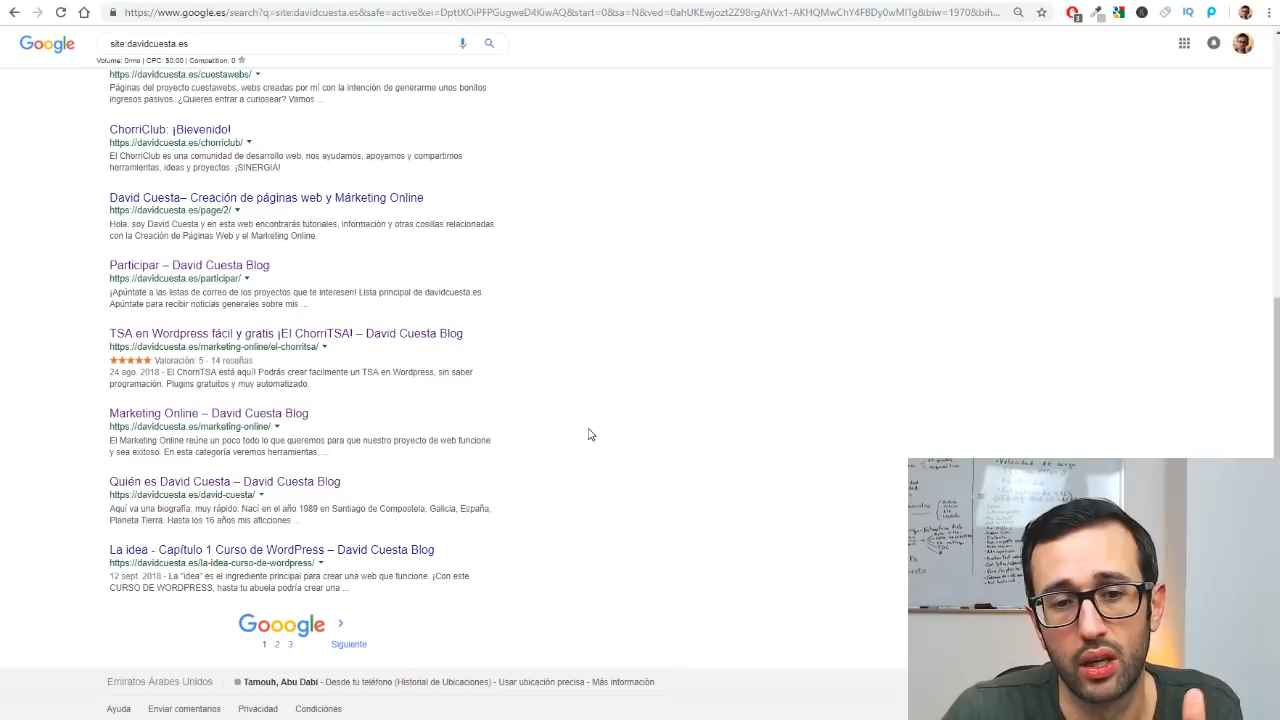 https://www.google.es/search?q=site:davidcuesta.es&safe=active&ei=DpttXOiPFPGugweD4KiwAQ&start=0&sa=N&ved=0ahUKEwjozt2Z98rgAhVx1-AKHQMwChY4FBDy0wMITg&biw=1970&bih...
Google
site:davidcuesta.es
Volume: 0/mo | CPC: $0.00 | Competition: 0
https://davidcuesta.es/cuestawebs/
Páginas del proyecto cuestawebs, webs creadas por mí con la intención de generarme unos bonitos
ingresos pasivos. ¿Quieres entrar a curiosear? Vamos ...
ChorriClub: ¡Bievenido!
https://davidcuesta.es/chorriclub/
El ChorriClub es una comunidad de desarrollo web, nos ayudamos, apoyamos y compartimos
herramientas, ideas y proyectos. ¡SINERGIA!
David Cuesta– Creación de páginas web y Márketing Online
https://davidcuesta.es/page/2/
Hola, soy David Cuesta y en esta web encontrarás tutoriales, información y otras cosillas relacionadas
con la Creación de Páginas Web y el Marketing Online.
Participar – David Cuesta Blog
https://davidcuesta.es/participar/
¡Apúntate a las listas de correo de los proyectos que te interesen! Lista principal de davidcuesta.es.
Apúntate para recibir noticias generales sobre mis ...
TSA en Wordpress fácil y gratis ¡El ChorriTSA! – David Cuesta Blog
https://davidcuesta.es/marketing-online/el-chorritsa/
Valoración: 5 - 14 reseñas
24 ago. 2018 - El ChorriTSA está aquí! Podrás crear facilmente un TSA en Wordpress, sin saber
programación. Plugins gratuitos y muy automatizado.
Marketing Online – David Cuesta Blog
https://davidcuesta.es/marketing-online/
El Marketing Online reúne un poco todo lo que queremos para que nuestro proyecto de web funcione
y sea exitoso. En esta categoría veremos herramientas, ...
Quién es David Cuesta – David Cuesta Blog
https://davidcuesta.es/david-cuesta/
Aquí va una biografía, muy rápido: Nací en el año 1989 en Santiago de Compostela, Galicia, España,
Planeta Tierra. Hasta los 16 años mis aficiones ...
La idea - Capítulo 1 Curso de WordPress – David Cuesta Blog
https://davidcuesta.es/la-idea-curso-de-wordpress/
12 sept. 2018 - La "idea" es el ingrediente principal para crear una web que funcione. ¡Con este
CURSO DE WORDPRESS, hasta tu abuela podría crear una ...
Gooogle
1 2 3 Siguiente
Emiratos Árabes Unidos Tamouh, Abu Dabi - Desde tu teléfono (Historial de Ubicaciones) - Usar ubicación precisa - Más información
Ayuda Enviar comentarios Privacidad Condiciones
Velocidad de carga